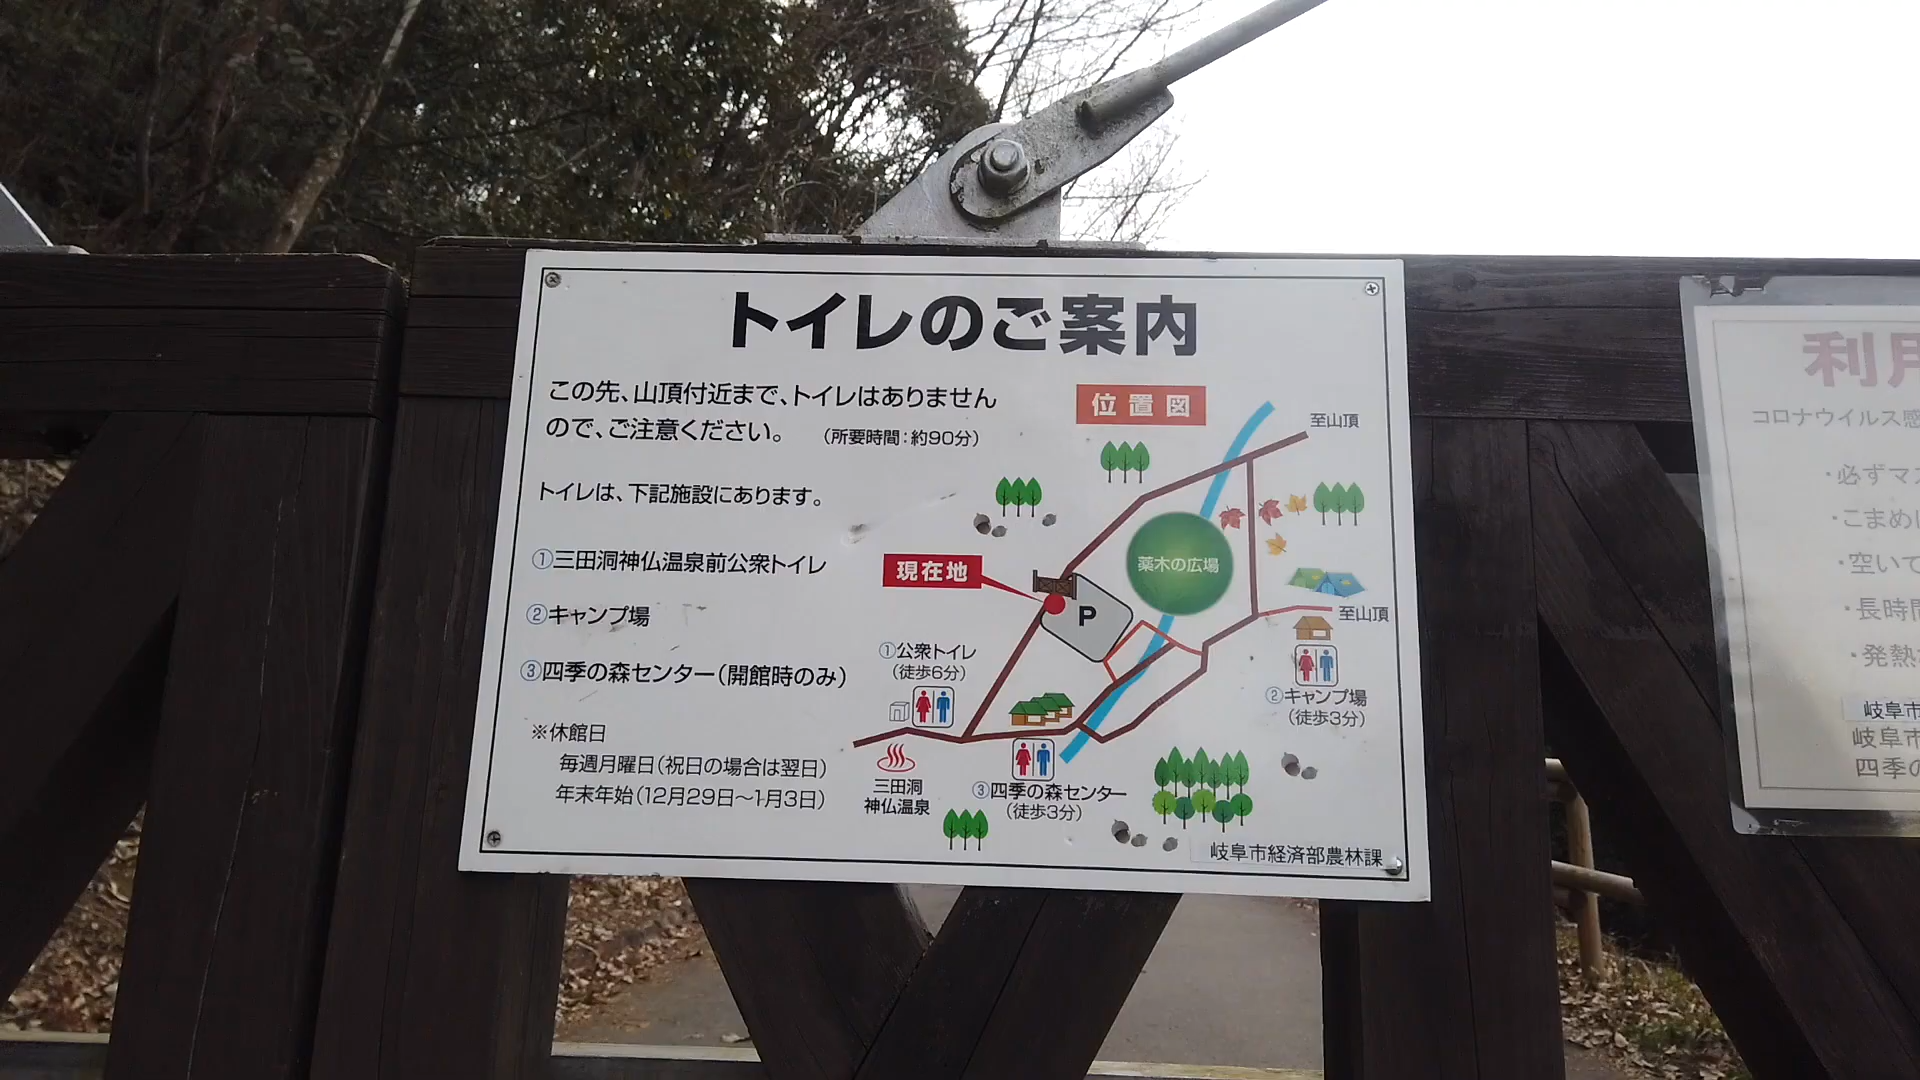 トイレのご案内
この先、山頂付近まで、トイレはありません
ので、ご注意ください。 （所要時間：約90分）
トイレは、下記施設にあります。
①三田洞神仏温泉前公衆トイレ
②キャンプ場
③四季の森センター（開館時のみ）
※休館日
毎週月曜日（祝日の場合は翌日）
年末年始（12月29日～1月3日）
位置図
至山頂
薬木の広場
現在地
P
至山頂
①公衆トイレ
（徒歩6分）
②キャンプ場
（徒歩3分）
三田洞
神仏温泉
③四季の森センター
（徒歩3分）
岐阜市経済部農林課
利用
コロナウイルス感
・必ずマス
・こまめに
・空いて
・長時間
・発熱
岐阜市
岐阜市
四季の